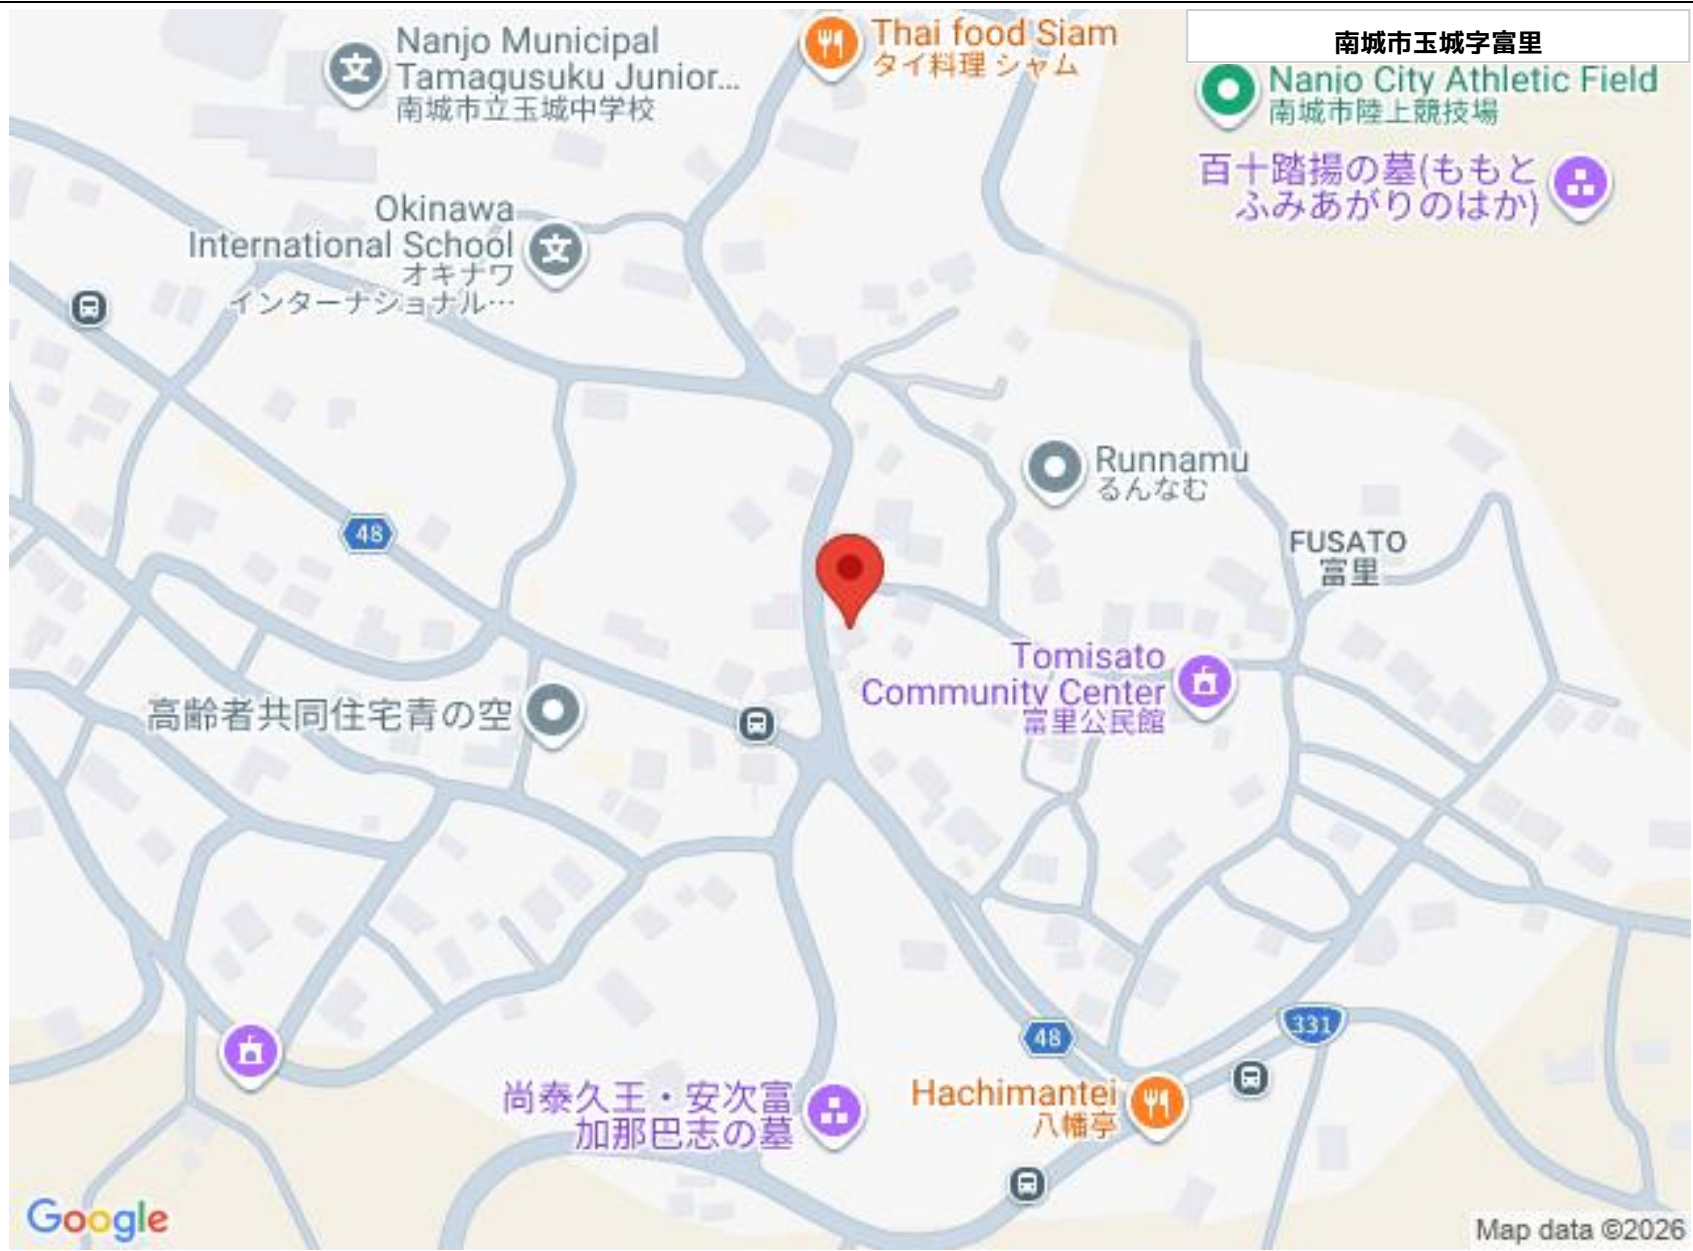 Nanjo Municipal
Tamagusuku Junior...
南城市立玉城中学校
Thai food Siam
タイ料理 シャム
南城市玉城字富里
Nanjo City Athletic Field
南城市陸上競技場
百十踏揚の墓(ももと
ふみあがりのはか)
Okinawa
International School
オキナワ
インターナショナル…
Runnamu
るんなむ
48
FUSATO
富里
Tomisato
Community Center
富里公民館
高齢者共同住宅青の空
331
48
尚泰久王・安次富
加那巴志の墓
Hachimantei
八幡亭
Google
Map data ©2026